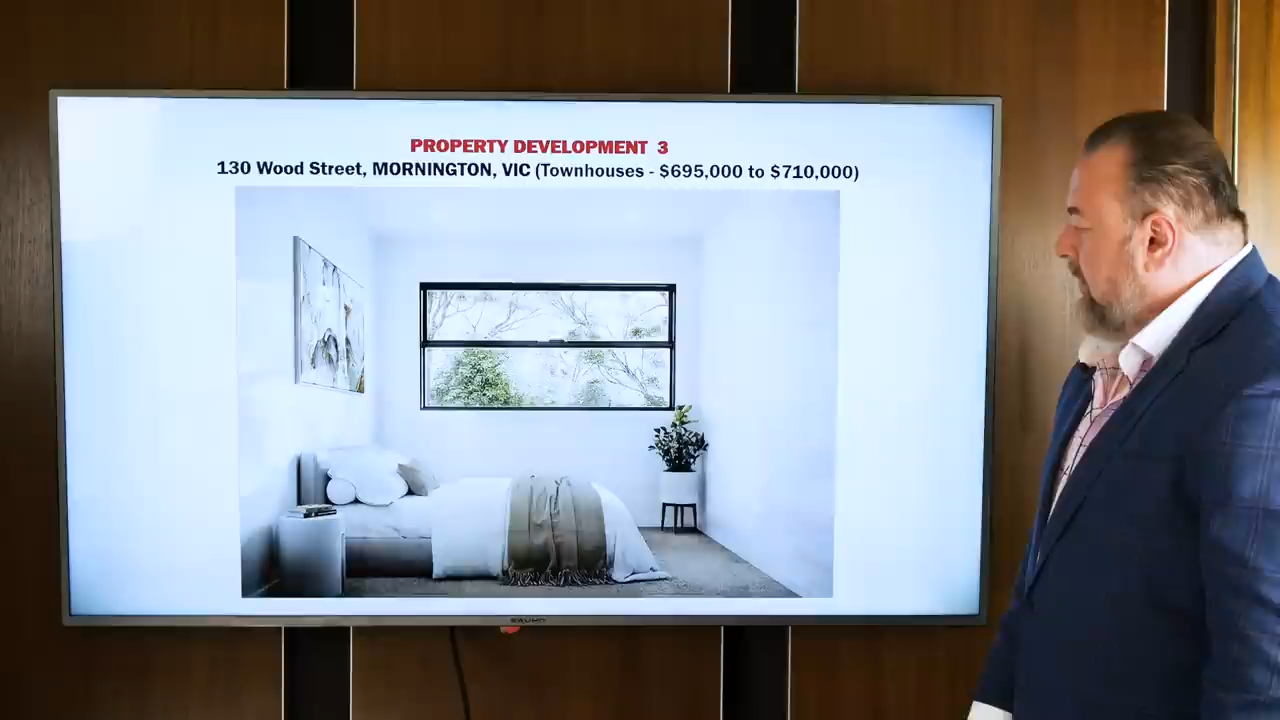 PROPERTY DEVELOPMENT 3
130 Wood Street, MORNINGTON, VIC (Townhouses - $695,000 to $710,000)